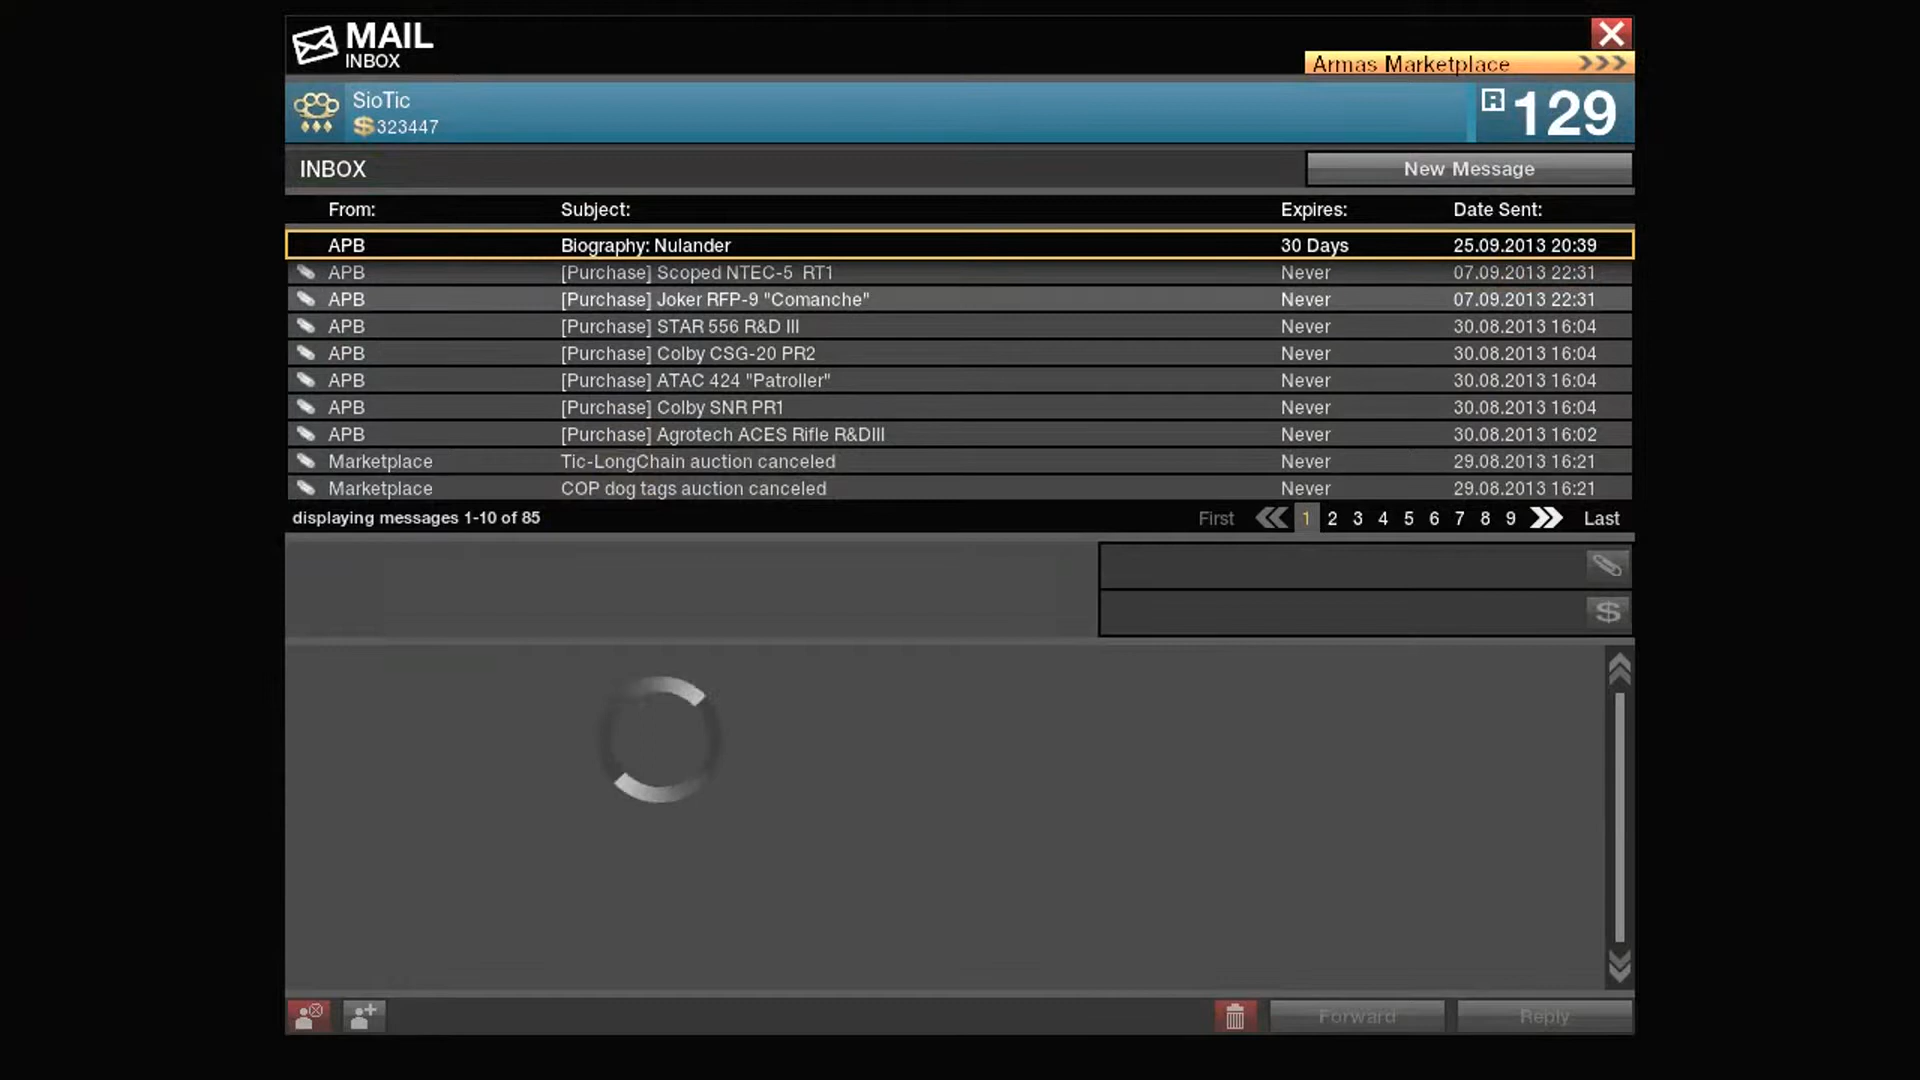 MAIL
INBOX
Armas Marketplace >>>
SioTic
$323447
R 129
INBOX
New Message
From: Subject: Expires: Date Sent:
APB Biography: Nulander 30 Days 25.09.2013 20:39
APB [Purchase] Scoped NTEC-5 RT1 Never 07.09.2013 22:31
APB [Purchase] Joker RFP-9 "Comanche" Never 07.09.2013 22:31
APB [Purchase] STAR 556 R&D III Never 30.08.2013 16:04
APB [Purchase] Colby CSG-20 PR2 Never 30.08.2013 16:04
APB [Purchase] ATAC 424 "Patroller" Never 30.08.2013 16:04
APB [Purchase] Colby SNR PR1 Never 30.08.2013 16:04
APB [Purchase] Agrotech ACES Rifle R&DIII Never 30.08.2013 16:02
Marketplace Tic-LongChain auction canceled Never 29.08.2013 16:21
Marketplace COP dog tags auction canceled Never 29.08.2013 16:21
displaying messages 1-10 of 85 First 1 2 3 4 5 6 7 8 9 Last
$
Forward Reply